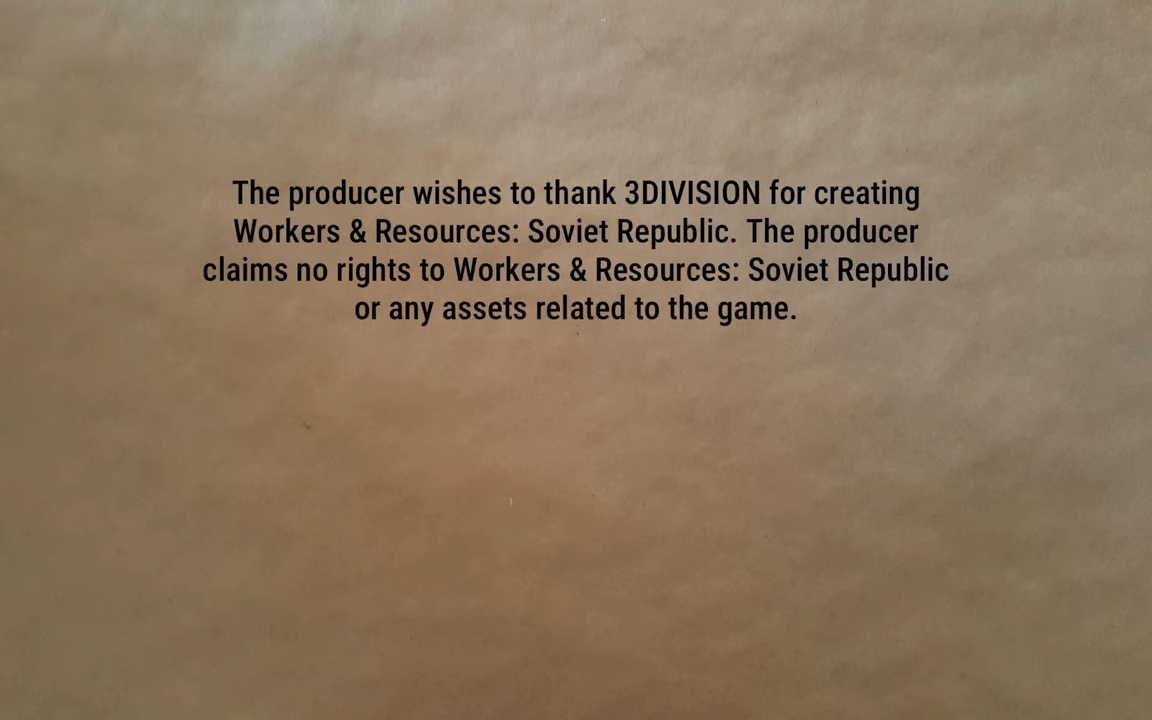 The producer wishes to thank 3DIVISION for creating
Workers & Resources: Soviet Republic. The producer
claims no rights to Workers & Resources: Soviet Republic
or any assets related to the game.